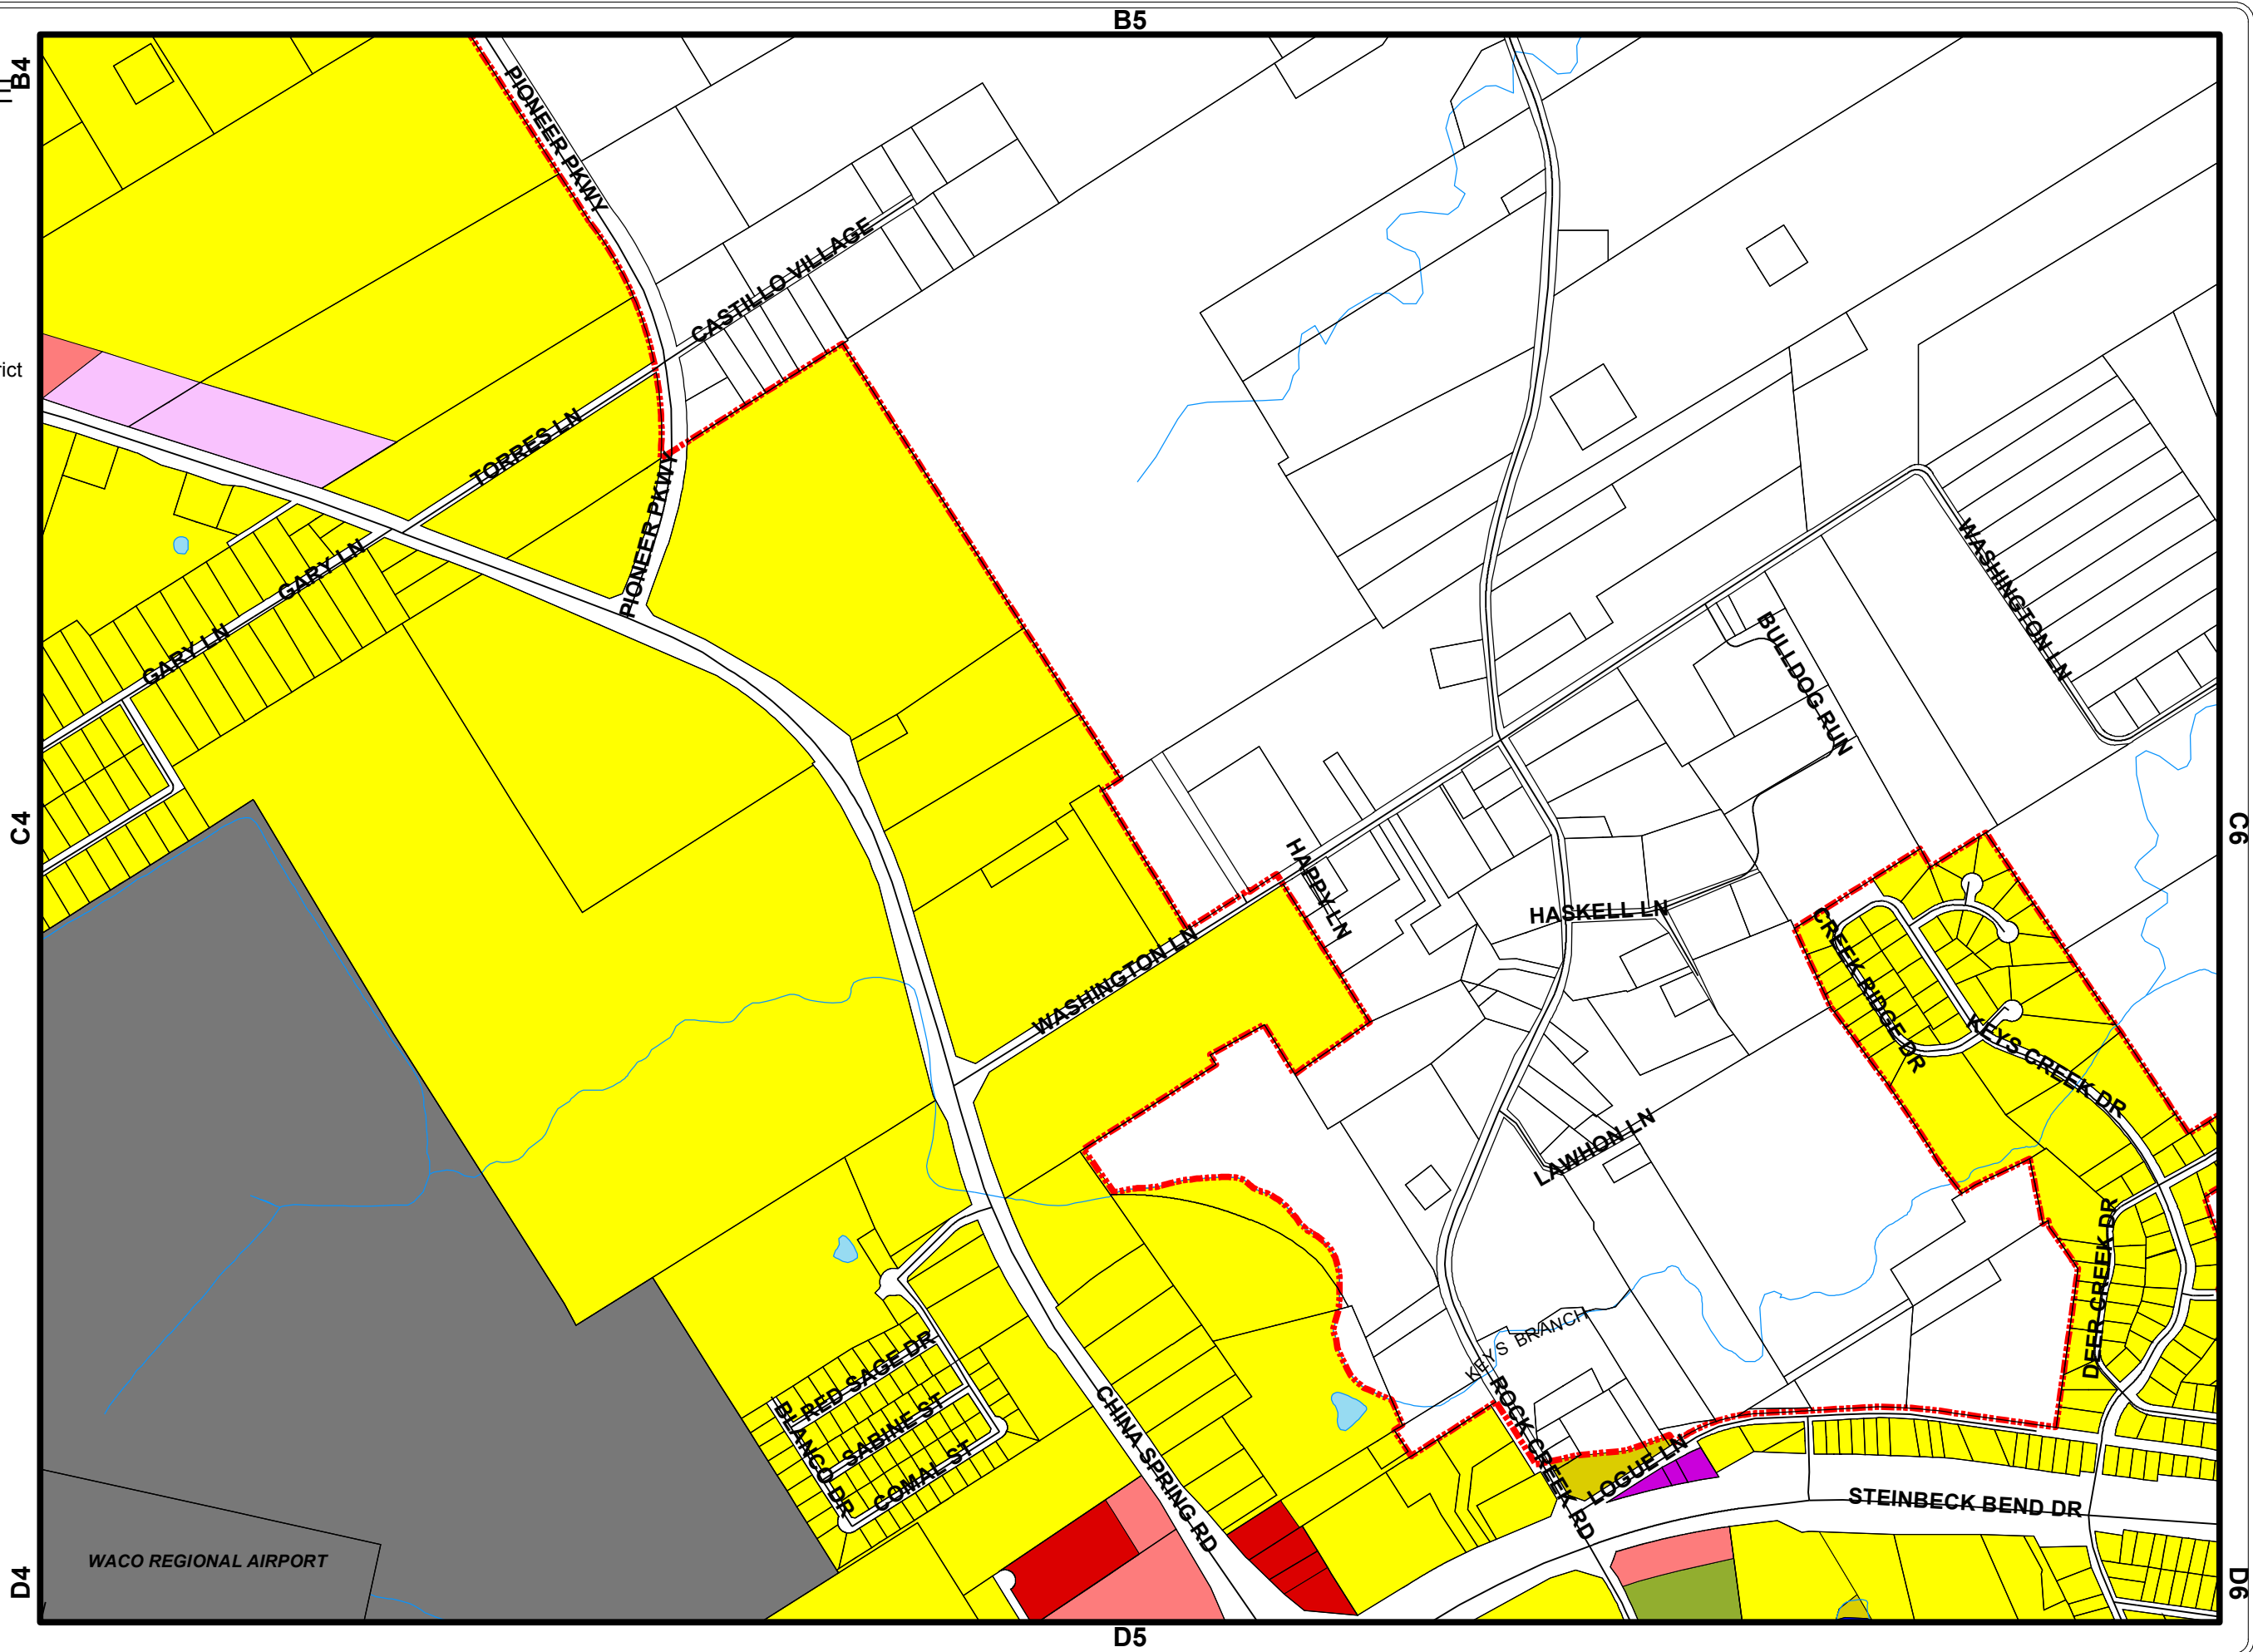 B5
B4
PIONEER PKWY
CASTILLO VILLAGE
rict
TORRES LN
PIONEER PKWY
GARY LN
GARY LN
WASHINGTON LN
BULLDOG RUN
C4
C6
HAPPY LN
HASKELL LN
WASHINGTON LN
CREEK RIDGE DR
KEYS CREEK DR
LAWHON LN
DEER CREEK DR
KEYS BRANCH
RED SAGE DR
SABINE ST
BLANCO DR
COMAL ST
CHINA SPRING RD
ROCK CREEK RD
LOGUE LN
STEINBECK BEND DR
WACO REGIONAL AIRPORT
D4
D6
D5